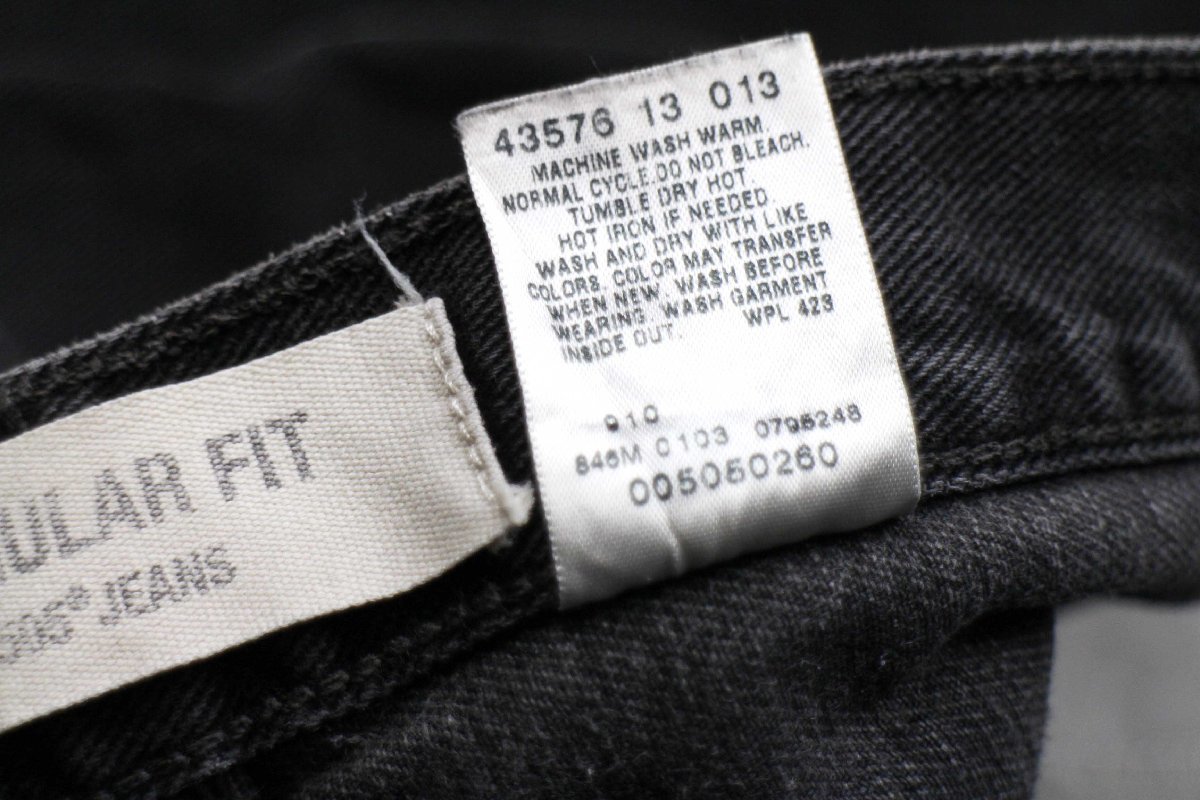 43576 13 013
MACHINE WASH WARM.
NORMAL CYCLE. DO NOT BLEACH.
TUMBLE DRY HOT.
HOT IRON IF NEEDED.
WASH AND DRY WITH LIKE
COLORS. COLOR MAY TRANSFER
WHEN NEW. WASH BEFORE
WEARING. WASH GARMENT
INSIDE OUT. WPL 423
910
846M 0103 0795248
005050260
ULAR FIT
JEANS